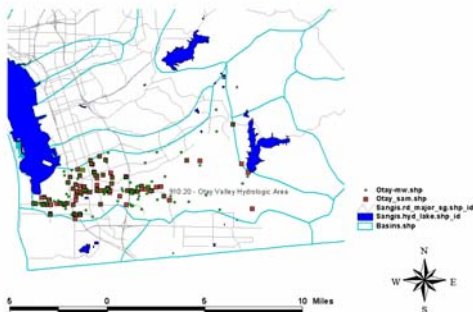 910.20 - Otay Valley Hydrologic Area
Otay-mw.shp
Otay_sam.shp
Sangis.rd_major_sg.shp_id
Sangis.hyd_lake.shp_id
Basins.shp
N
W E
S
5 0 5 10 Miles